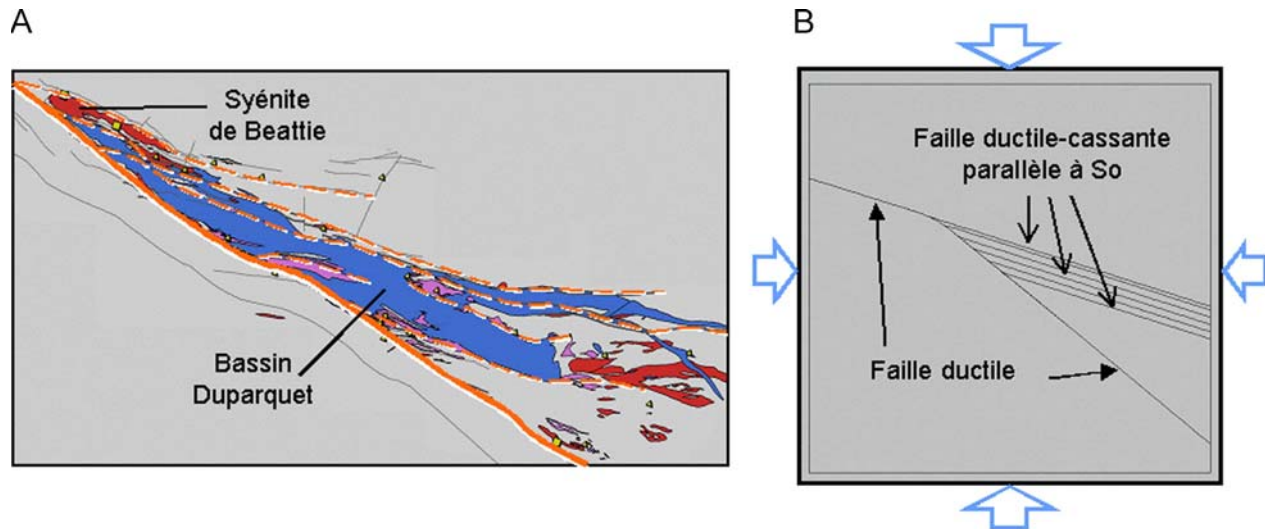 A
Syénite
de Beattie
Bassin
Duparquet
B
Faille ductile-cassante
parallèle à So
Faille ductile